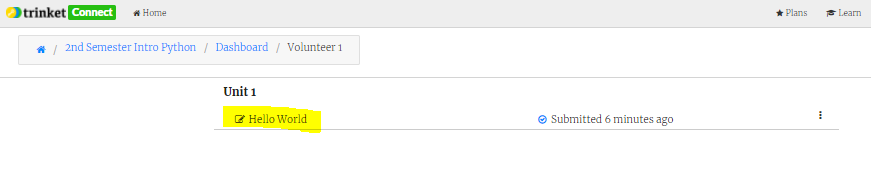 trinket Connect Home Plans Learn
/ 2nd Semester Intro Python / Dashboard / Volunteer 1
Unit 1
Hello World Submitted 6 minutes ago